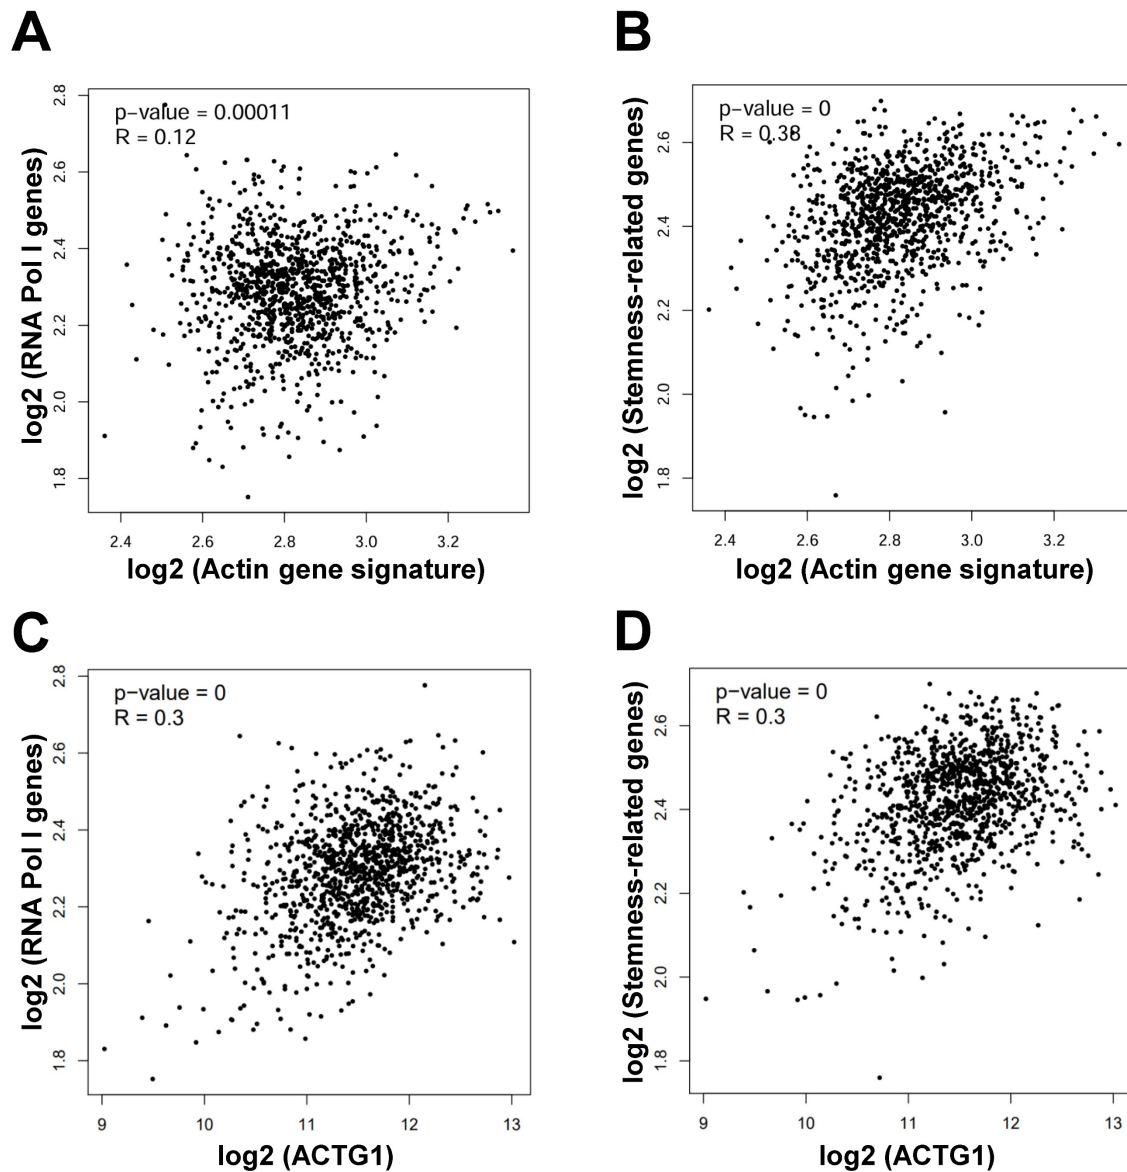 A
p-value = 0.00011
R = 0.12
log2 (RNA Pol I genes)
2.8
2.6
2.4
2.2
2.0
1.8
2.4 2.6 2.8 3.0 3.2
log2 (Actin gene signature)
B
p-value = 0
R = 0.38
log2 (Stemness-related genes)
2.6
2.4
2.2
2.0
1.8
2.4 2.6 2.8 3.0 3.2
log2 (Actin gene signature)
C
p-value = 0
R = 0.3
log2 (RNA Pol I genes)
2.8
2.6
2.4
2.2
2.0
1.8
9 10 11 12 13
log2 (ACTG1)
D
p-value = 0
R = 0.3
log2 (Stemness-related genes)
2.6
2.4
2.2
2.0
1.8
9 10 11 12 13
log2 (ACTG1)